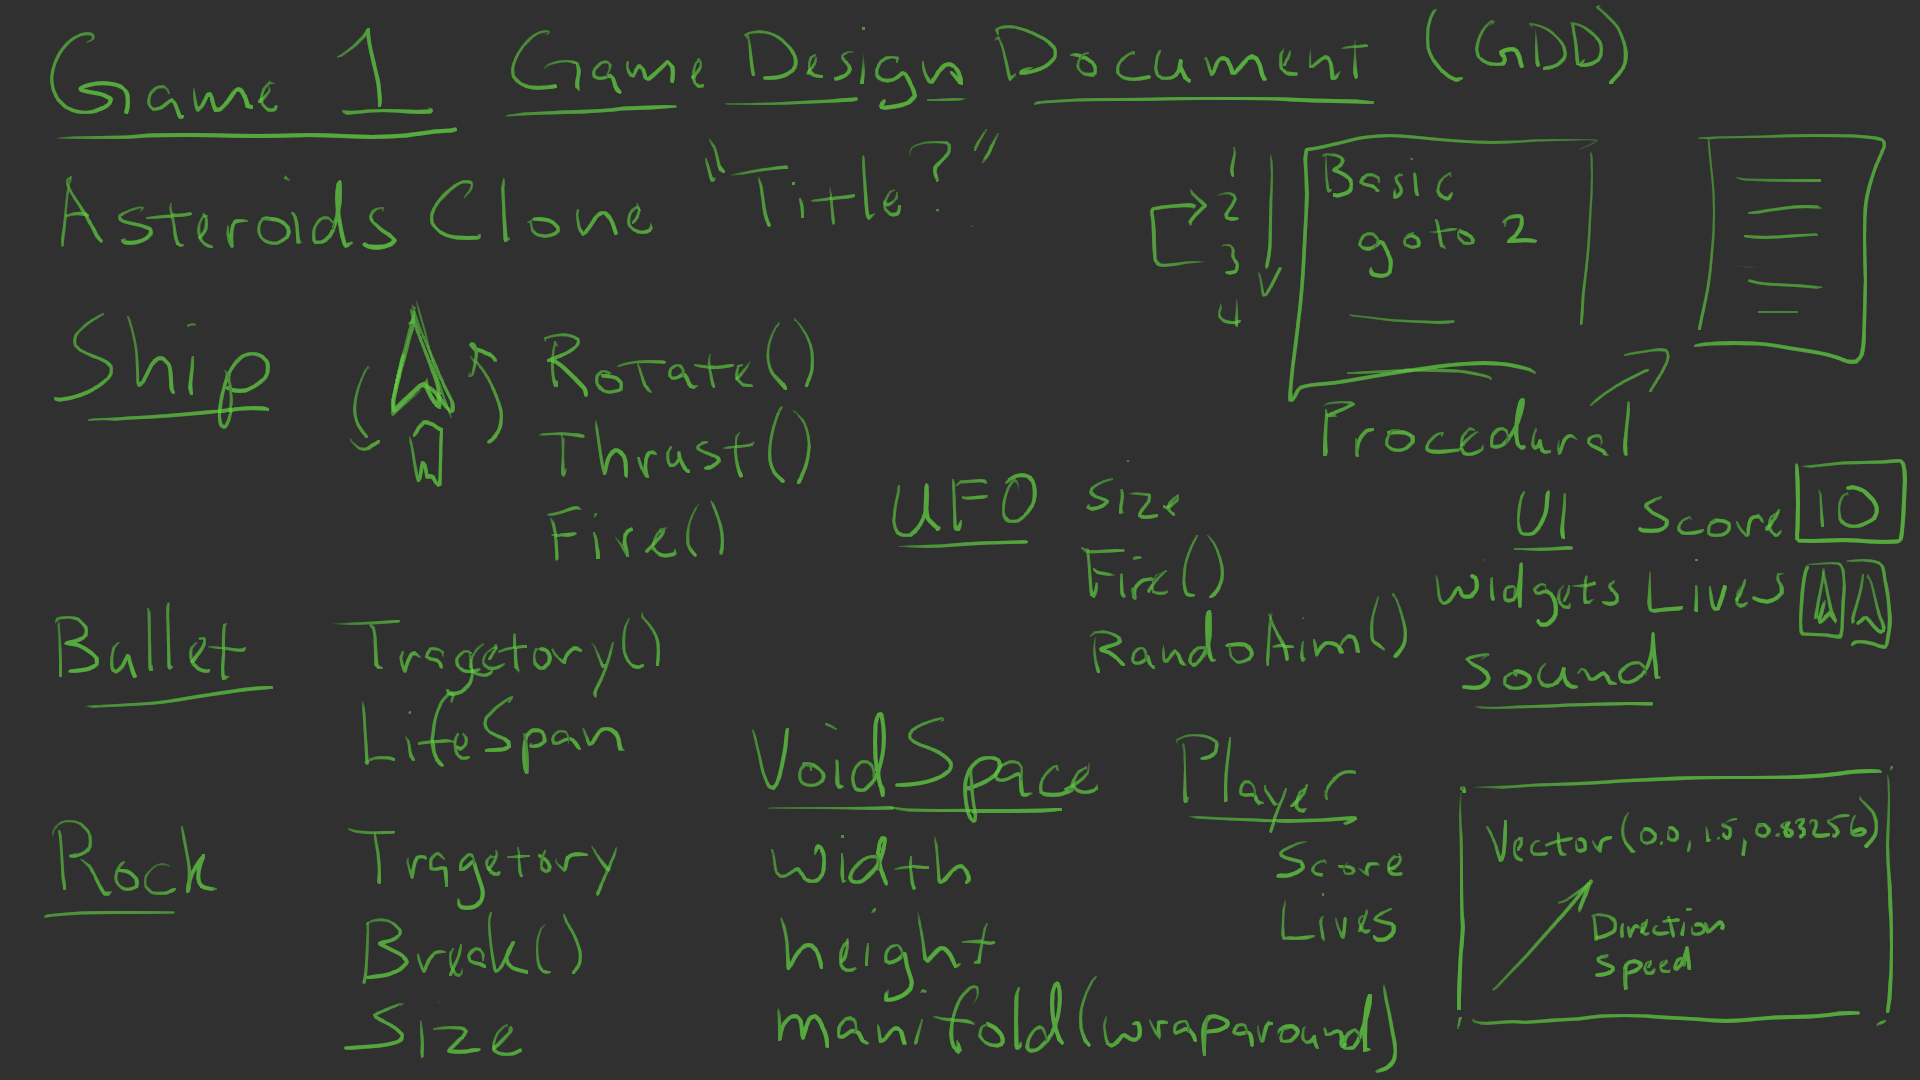 Game 1 Game Design Document (GDD)
Asteroids Clone "Title?"
1
2
3
4
Basic
goto 2
Procedural
Ship
Rotate()
Thrust()
Fire()
UFO
Size
Fire()
RandoAim()
UI
Score 10
Widgets Lives
Sound
Bullet
Tragetory()
LifeSpan
Rock
Tragetory
Break()
Size
VoidSpace
Width
height
manifold(wraparound)
Player
Score
Lives
Vector(0.0, 1.5, 0.83256)
Direction
Speed